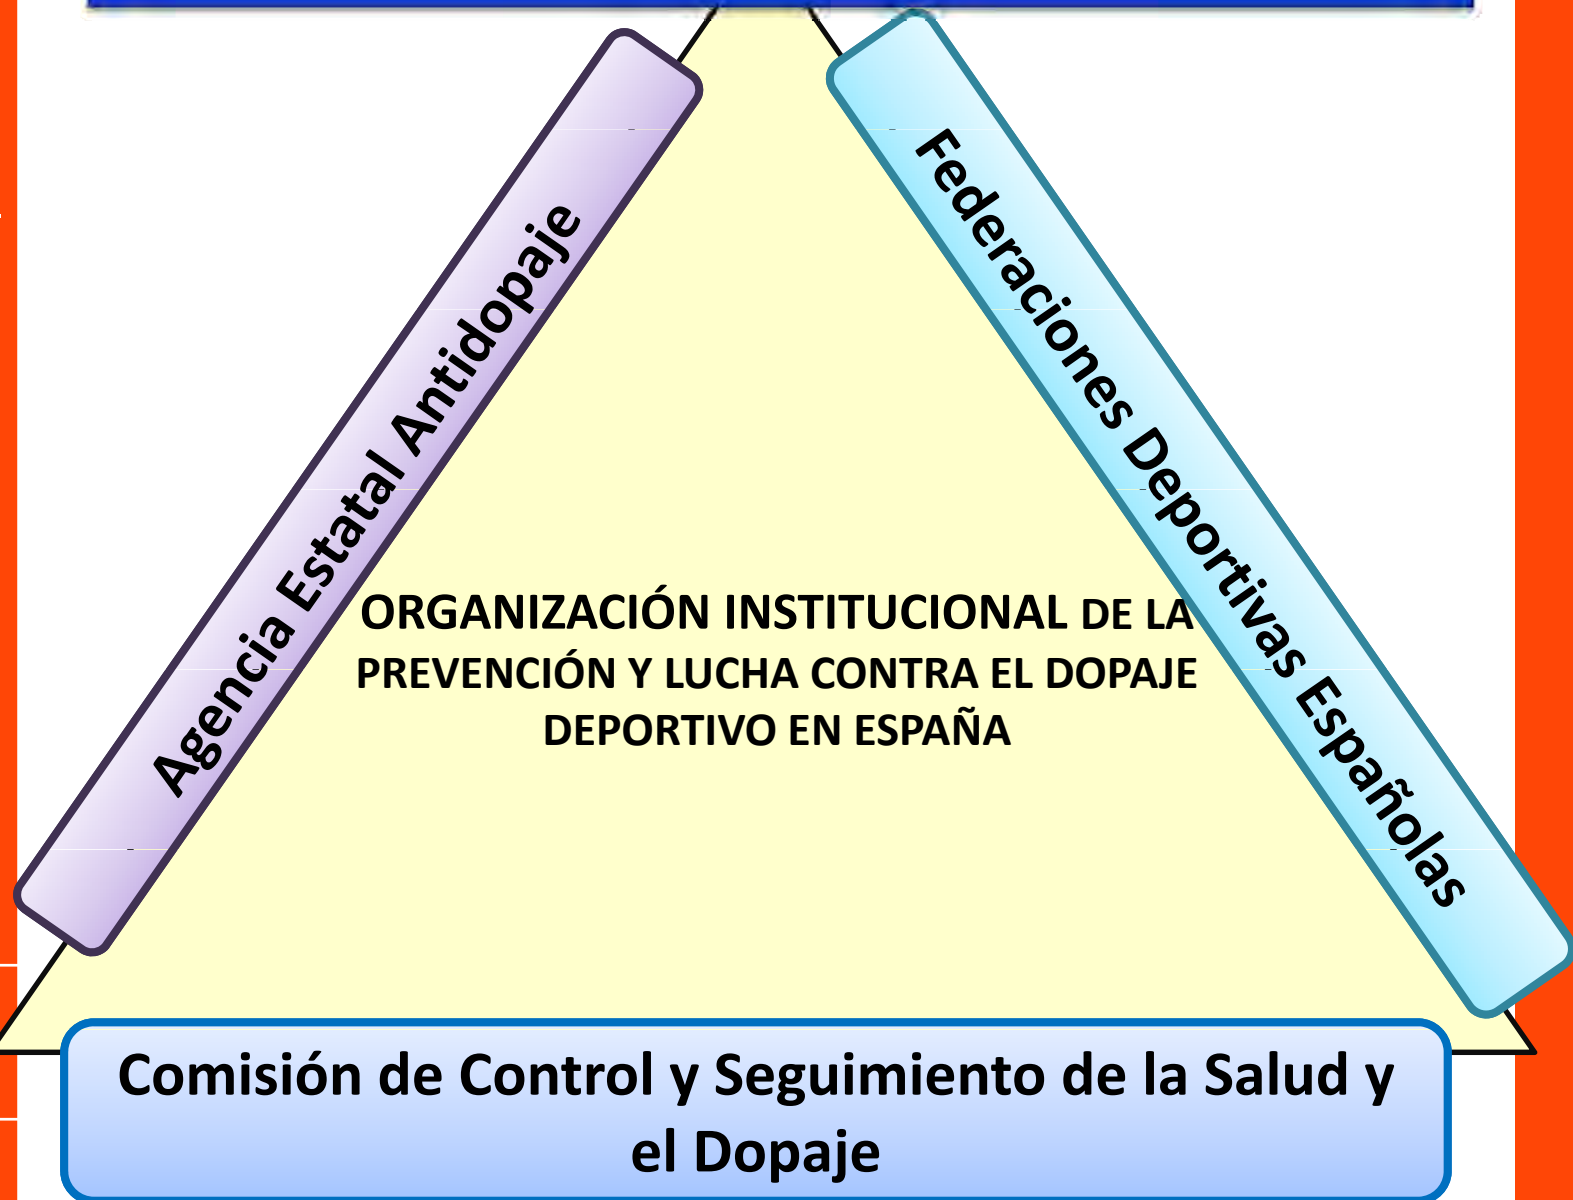 Agencia Estatal Antidopaje
Federaciones Deportivas Españolas
ORGANIZACIÓN INSTITUCIONAL DE LA
PREVENCIÓN Y LUCHA CONTRA EL DOPAJE
DEPORTIVO EN ESPAÑA
Comisión de Control y Seguimiento de la Salud y
el Dopaje